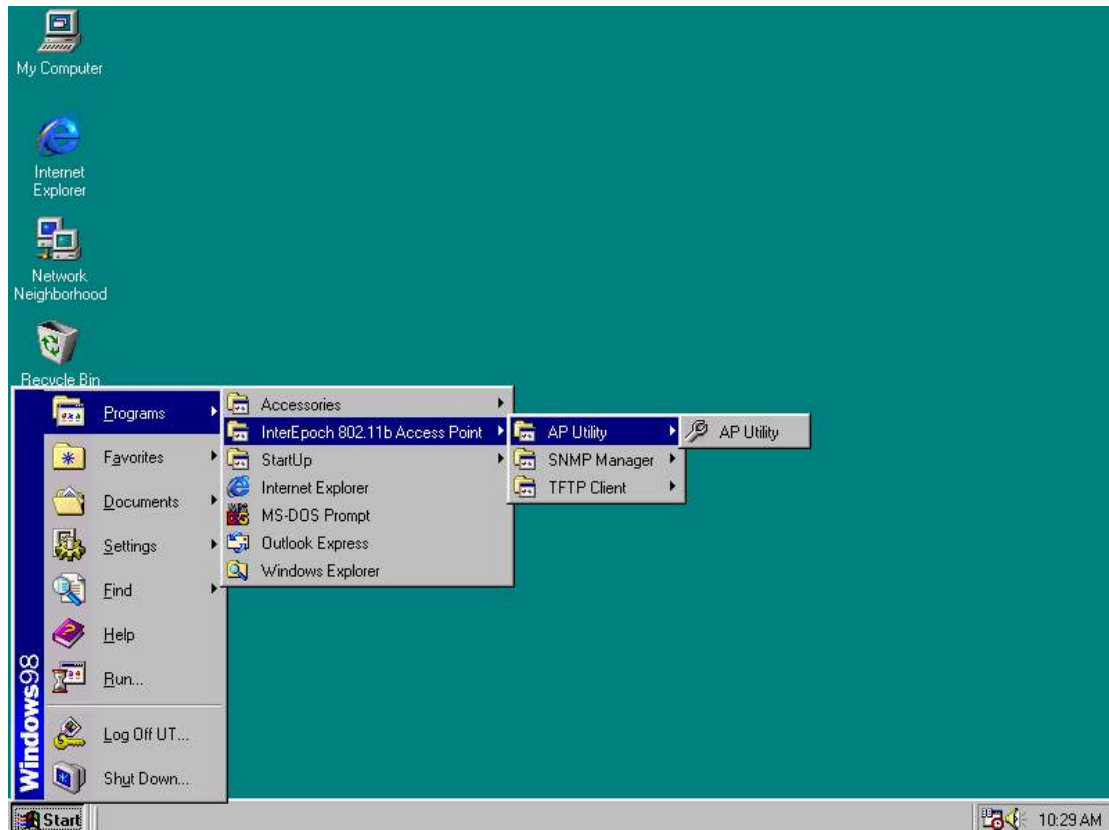 My Computer
Internet
Explorer
Network
Neighborhood
Recycle Bin
Programs
Favorites
Documents
Settings
Find
Help
Run...
Log Off UT...
Shut Down...
Windows98
Accessories
InterEpoch 802.11b Access Point
StartUp
Internet Explorer
MS-DOS Prompt
Outlook Express
Windows Explorer
AP Utility
SNMP Manager
TFTP Client
AP Utility
Start
10:29 AM